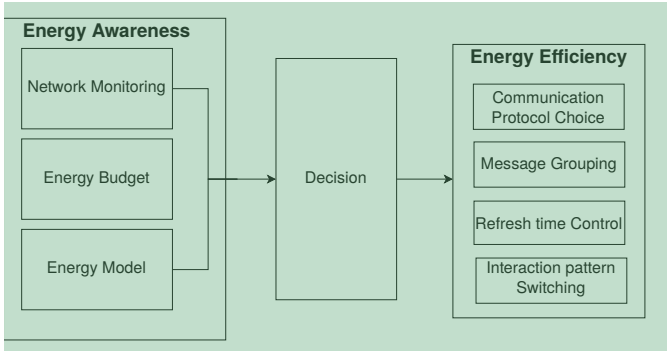 Energy Awareness
Network Monitoring
Energy Budget
Energy Model
Decision
Energy Efficiency
Communication
Protocol Choice
Message Grouping
Refresh time Control
Interaction pattern
Switching